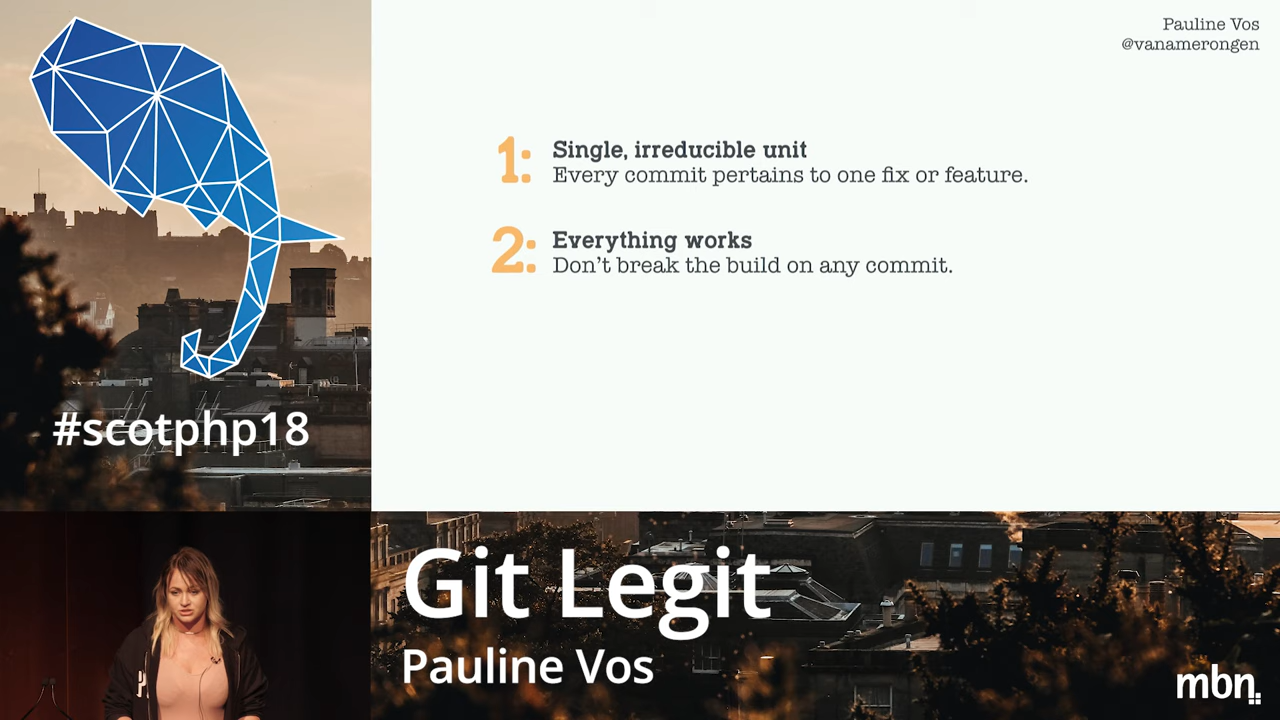 Pauline Vos
@vanamerongen
1: Single, irreducible unit
Every commit pertains to one fix or feature.
2: Everything works
Don't break the build on any commit.
#scotphp18
Git Legit
Pauline Vos
mbn